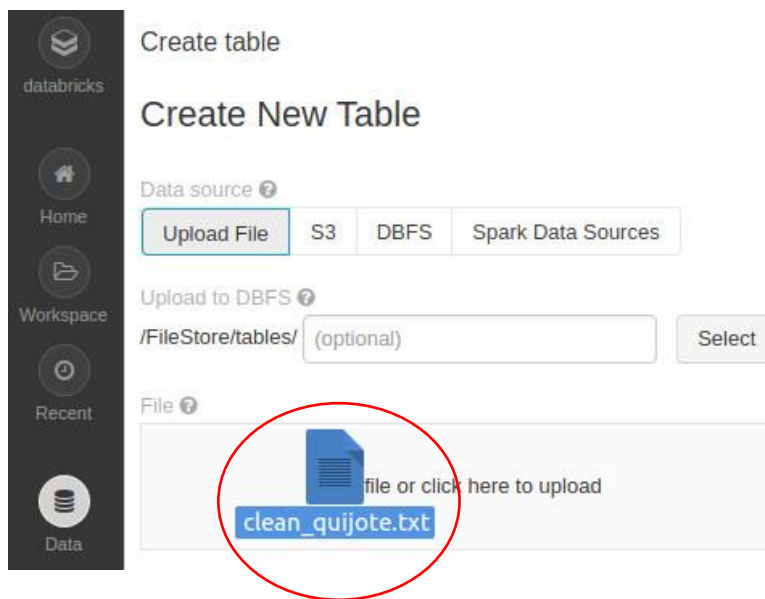 databricks
Home
Workspace
Recent
Data
Create table
Create New Table
Data source
Upload File S3 DBFS Spark Data Sources
Upload to DBFS
/FileStore/tables/ (optional) Select
File
file or click here to upload
clean_quijote.txt